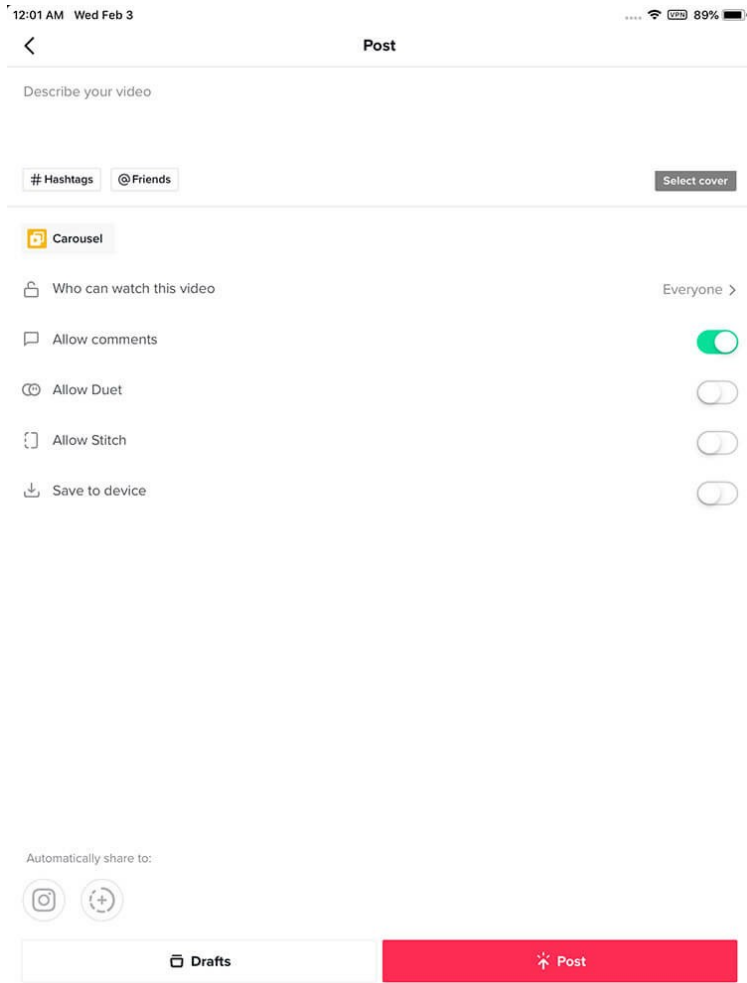 12:01 AM Wed Feb 3 VPN 89%
Post
Describe your video
# Hashtags @ Friends Select cover
Carousel
Who can watch this video Everyone >
Allow comments
Allow Duet
Allow Stitch
Save to device
Automatically share to:
Drafts Post